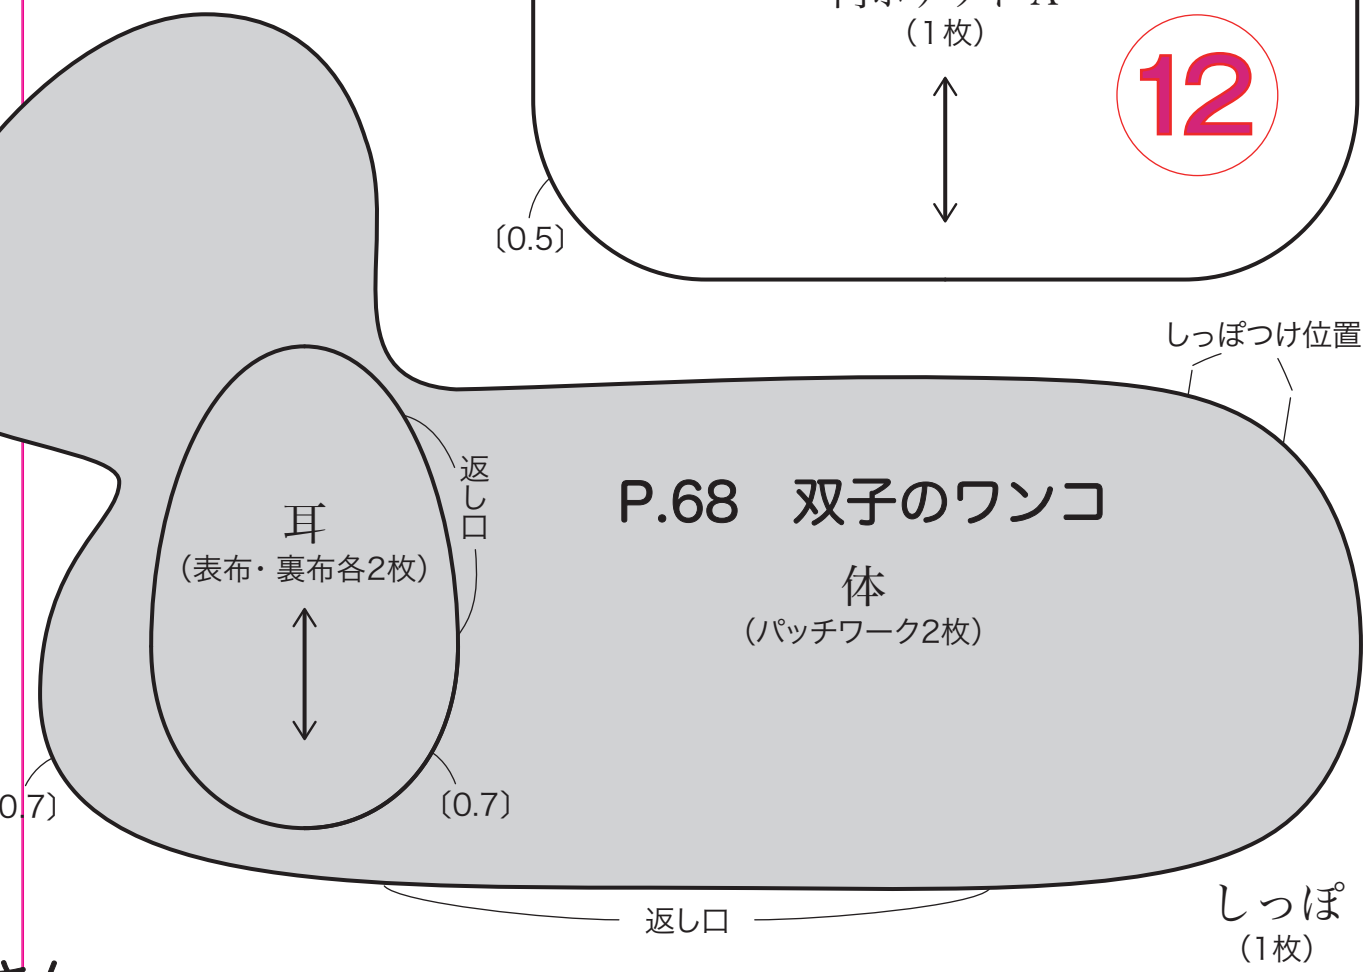 (1枚)
12
〔0.5〕
しっぽつけ位置
返し口
P.68 双子のワンコ
耳
(表布・裏布各2枚)
体
(パッチワーク2枚)
0.7〕
〔0.7〕
返し口
しっぽ
(1枚)